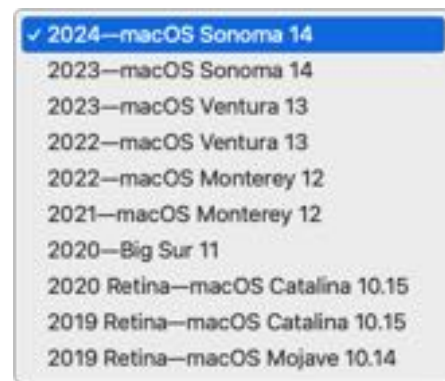 ✓ 2024—macOS Sonoma 14
2023—macOS Sonoma 14
2023—macOS Ventura 13
2022—macOS Ventura 13
2022—macOS Monterey 12
2021—macOS Monterey 12
2020—Big Sur 11
2020 Retina—macOS Catalina 10.15
2019 Retina—macOS Catalina 10.15
2019 Retina—macOS Mojave 10.14